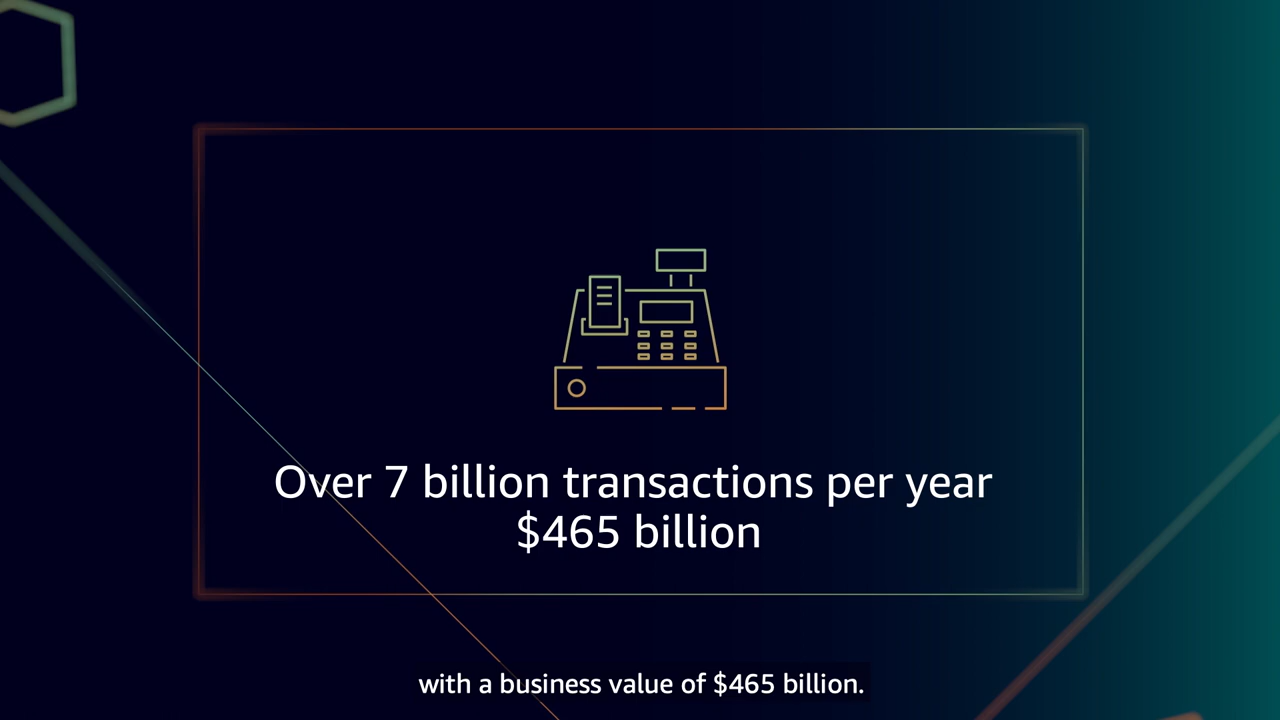 Over 7 billion transactions per year
$465 billion
with a business value of $465 billion.